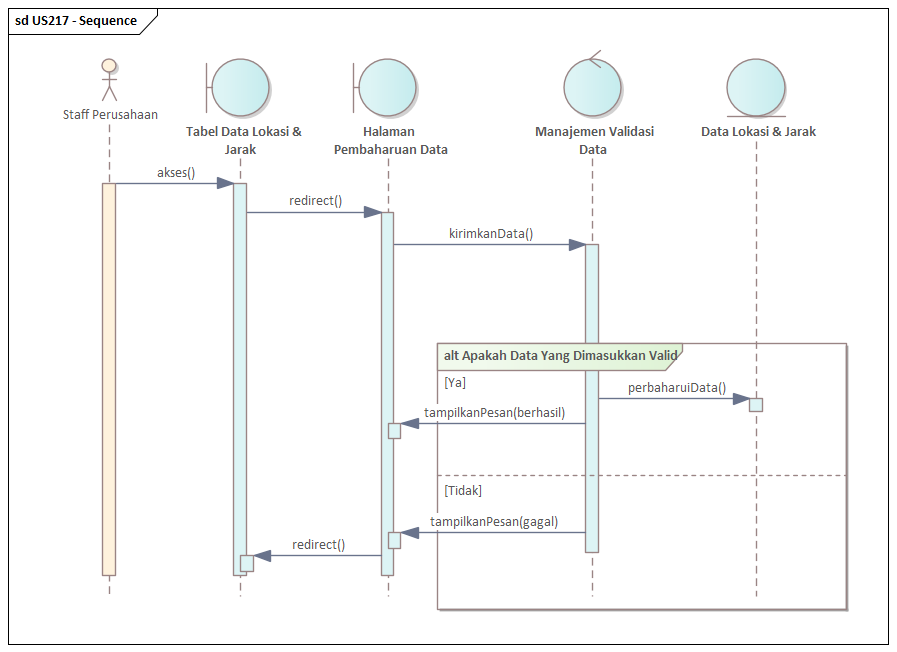 sd US217 - Sequence
Staff Perusahaan
Tabel Data Lokasi &
Jarak
Halaman
Pembaharuan Data
Manajemen Validasi
Data
Data Lokasi & Jarak
akses()
redirect()
kirimkanData()
alt Apakah Data Yang Dimasukkan Valid
[Ya]
perbaharuiData()
tampilkanPesan(berhasil)
[Tidak]
tampilkanPesan(gagal)
redirect()